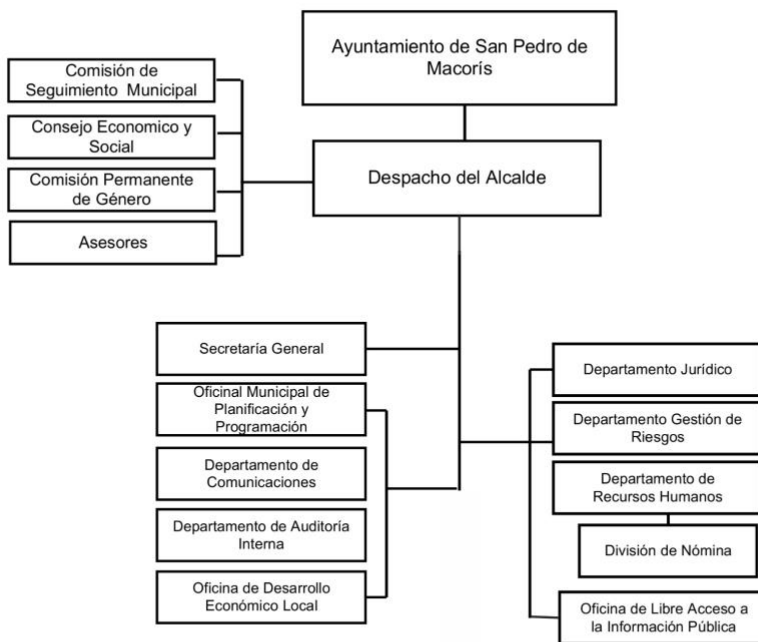 Ayuntamiento de San Pedro de
Macorís
Comisión de
Seguimiento Municipal
Consejo Economico y
Social
Comisión Permanente
de Género
Asesores
Despacho del Alcalde
Secretaría General
Oficinal Municipal de
Planificación y
Programación
Departamento de
Comunicaciones
Departamento de Auditoría
Interna
Oficina de Desarrollo
Económico Local
Departamento Jurídico
Departamento Gestión de
Riesgos
Departamento de
Recursos Humanos
División de Nómina
Oficina de Libre Acceso a
la Información Pública